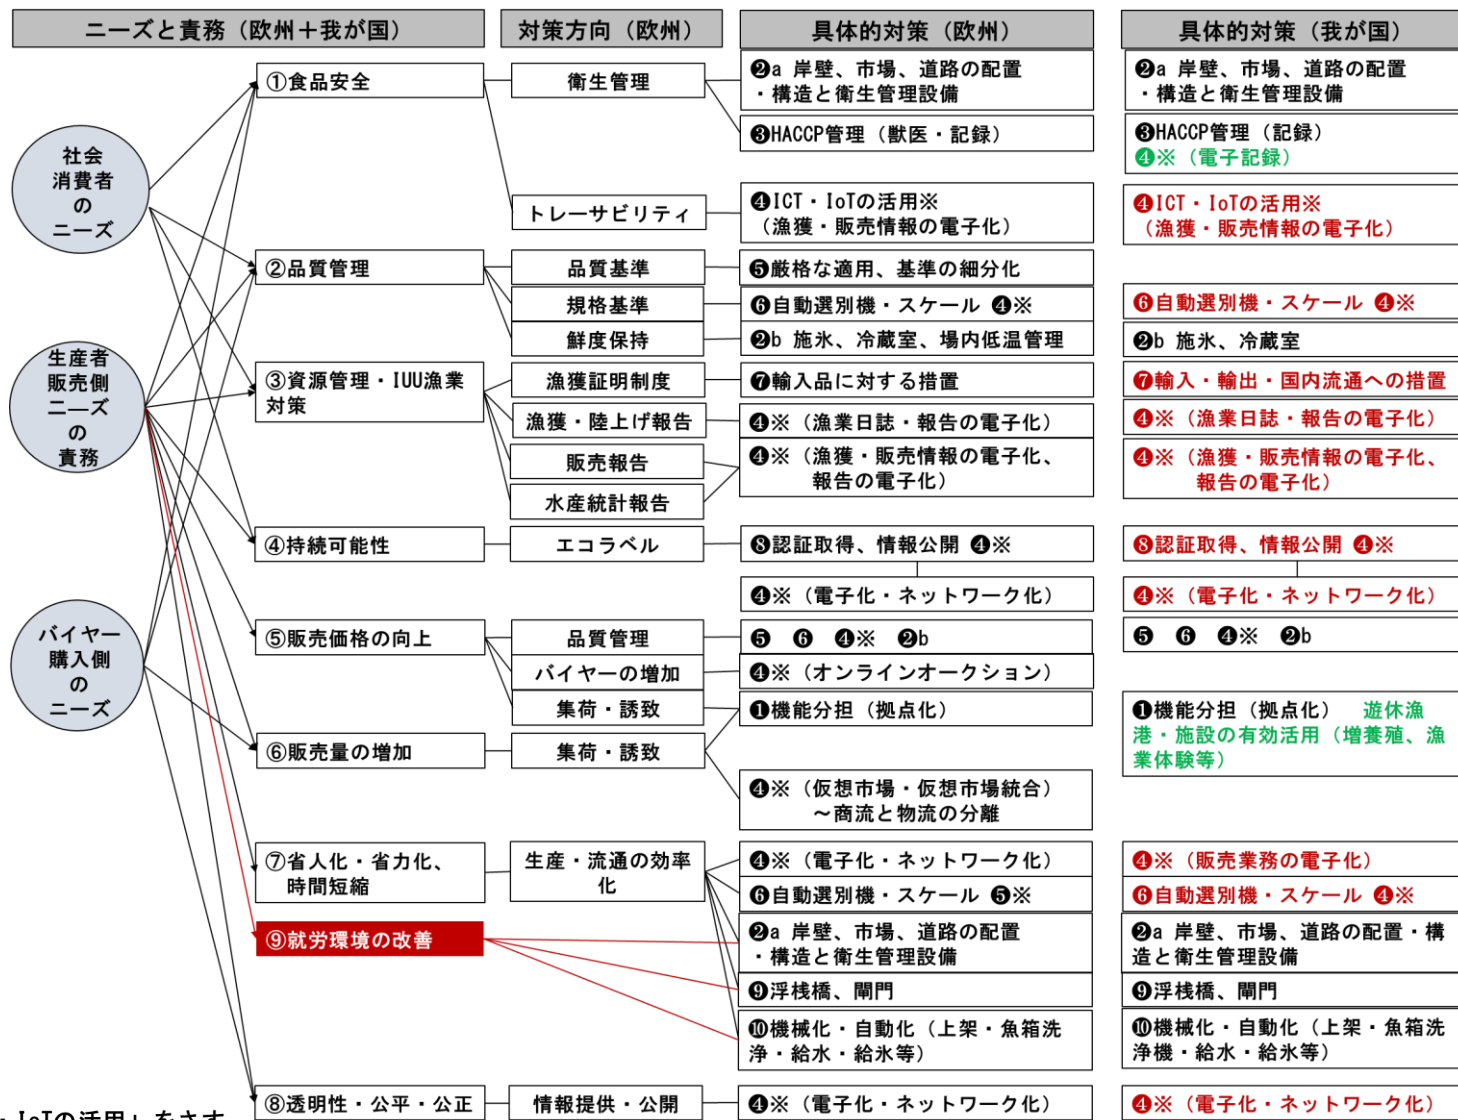 ニーズと責務（欧州＋我が国）
対策方向（欧州）
具体的対策（欧州）
具体的対策（我が国）
社会
消費者
の
ニーズ
生産者
販売側
ニーズ
の
責務
バイヤー
購入側
の
ニーズ
①食品安全
衛生管理
❷a 岸壁、市場、道路の配置
・構造と衛生管理設備
❷a 岸壁、市場、道路の配置
・構造と衛生管理設備
❸HACCP管理（獣医・記録）
❸HACCP管理（記録）
❹※（電子記録）
トレーサビリティ
❹ICT・IoTの活用※
（漁獲・販売情報の電子化）
❹ICT・IoTの活用※
（漁獲・販売情報の電子化）
②品質管理
品質基準
❺厳格な適用、基準の細分化
規格基準
❻自動選別機・スケール ❹※
❻自動選別機・スケール ❹※
鮮度保持
❷b 施氷、冷蔵室、場内低温管理
❷b 施氷、冷蔵室
③資源管理・IUU漁業
対策
漁獲証明制度
❼輸入品に対する措置
❼輸入・輸出・国内流通への措置
漁獲・陸上げ報告
❹※（漁業日誌・報告の電子化）
❹※（漁業日誌・報告の電子化）
販売報告
水産統計報告
❹※（漁獲・販売情報の電子化、
報告の電子化）
❹※（漁獲・販売情報の電子化、
報告の電子化）
④持続可能性
エコラベル
❽認証取得、情報公開 ❹※
❽認証取得、情報公開 ❹※
❹※（電子化・ネットワーク化）
❹※（電子化・ネットワーク化）
⑤販売価格の向上
品質管理
❺ ❻ ❹※ ❷b
❺ ❻ ❹※ ❷b
バイヤーの増加
❹※（オンラインオークション）
集荷・誘致
❶機能分担（拠点化）
❶機能分担（拠点化） 遊休漁
港・施設の有効活用（増養殖、漁
業体験等）
⑥販売量の増加
集荷・誘致
❹※（仮想市場・仮想市場統合）
～商流と物流の分離
⑦省人化・省力化、
時間短縮
生産・流通の効率
化
❹※（電子化・ネットワーク化）
❹※（販売業務の電子化）
❻自動選別機・スケール ❺※
❻自動選別機・スケール ❹※
⑨就労環境の改善
❷a 岸壁、市場、道路の配置
・構造と衛生管理設備
❷a 岸壁、市場、道路の配置・構
造と衛生管理設備
❾浮桟橋、閘門
❾浮桟橋、閘門
❿機械化・自動化（上架・魚箱洗
浄・給水・給氷等）
❿機械化・自動化（上架・魚箱洗
浄機・給水・給氷等）
⑧透明性・公平・公正
情報提供・公開
❹※（電子化・ネットワーク化）
❹※（電子化・ネットワーク化）
・IoTの活用」をさす